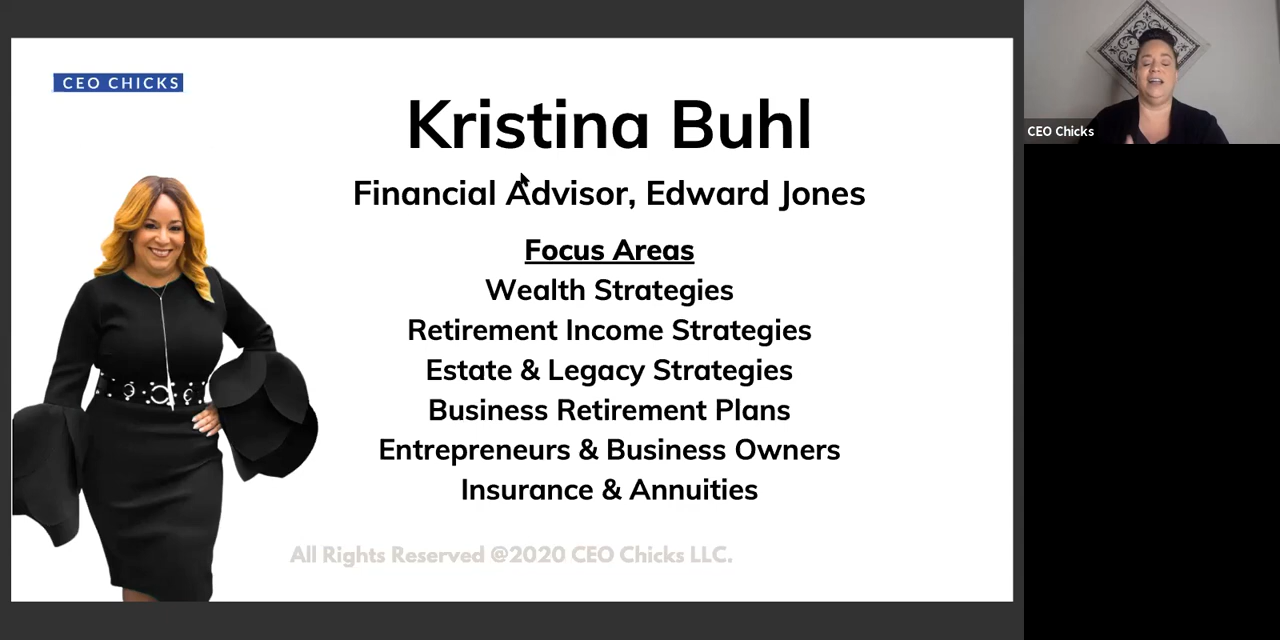 CEO CHICKS
Kristina Buhl
Financial Advisor, Edward Jones
Focus Areas
Wealth Strategies
Retirement Income Strategies
Estate & Legacy Strategies
Business Retirement Plans
Entrepreneurs & Business Owners
Insurance & Annuities
All Rights Reserved @2020 CEO Chicks LLC.
CEO Chicks